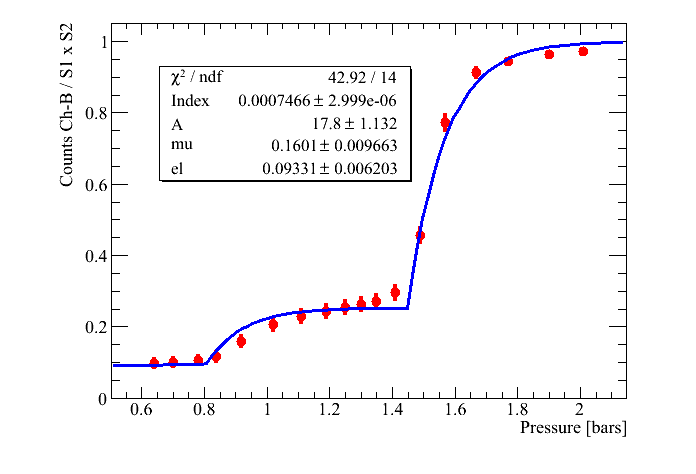 Counts Ch-B / S1 x S2
1
0.8
0.6
0.4
0.2
0
χ² / ndf 42.92 / 14
Index 0.0007466 ± 2.999e-06
A 17.8 ± 1.132
mu 0.1601 ± 0.009663
el 0.09331 ± 0.006203
0.6 0.8 1 1.2 1.4 1.6 1.8 2
Pressure [bars]